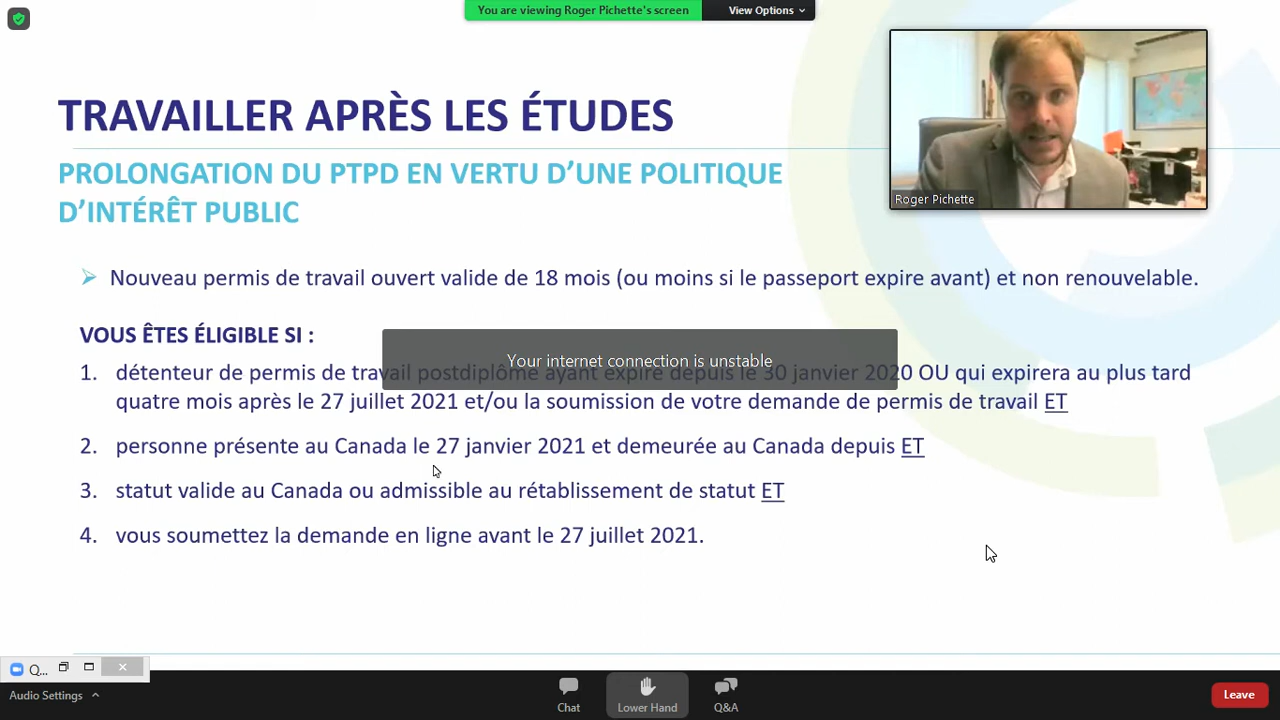 You are viewing Roger Pichette's screen
View Options
TRAVAILLER APRÈS LES ÉTUDES
PROLONGATION DU PTPD EN VERTU D'UNE POLITIQUE
D'INTÉRÊT PUBLIC
Roger Pichette
Nouveau permis de travail ouvert valide de 18 mois (ou moins si le passeport expire avant) et non renouvelable.
VOUS ÊTES ÉLIGIBLE SI :
Your internet connection is unstable
1. détenteur de permis de travail postdiplôme ayant expiré depuis le 30 janvier 2020 OU qui expirera au plus tard
quatre mois après le 27 juillet 2021 et/ou la soumission de votre demande de permis de travail ET
2. personne présente au Canada le 27 janvier 2021 et demeurée au Canada depuis ET
3. statut valide au Canada ou admissible au rétablissement de statut ET
4. vous soumettez la demande en ligne avant le 27 juillet 2021.
Q...
Audio Settings
Chat
Lower Hand
Q&A
Leave